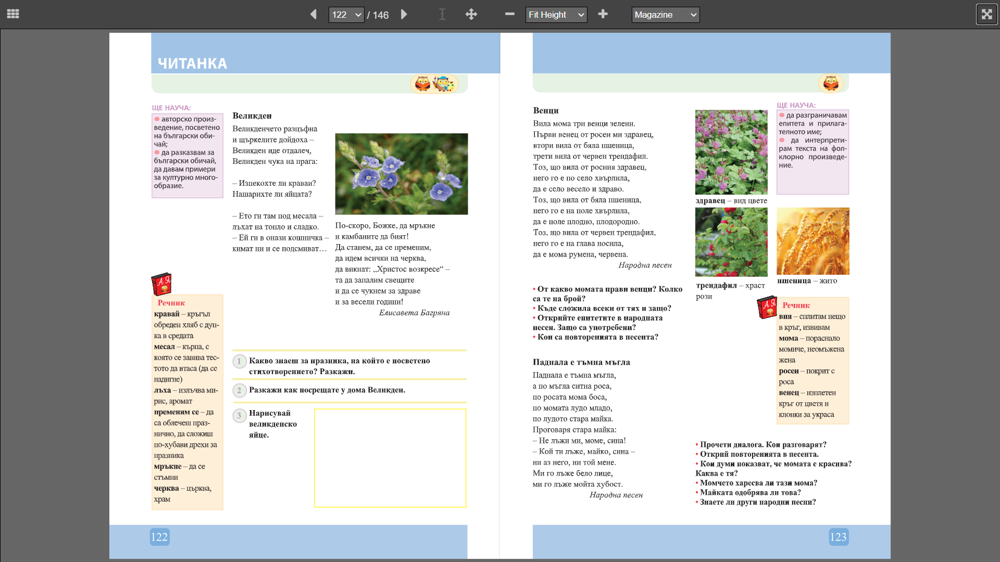 122 / 146
Fit Height
Magazine
ЧИТАНКА
ЩЕ НАУЧА:
авторско произ-
ведение, посветено
на български оби-
чай;
да разказвам за
български обичай,
да давам примери
за културно много-
образие.
Речник
кравай – кръгъл
обреден хляб с дуп-
ка в средата
месал – кърпа, с
която се завива тес-
тото да втаса (да се
надигне)
лъха – излъчва ми-
рис, аромат
пременям се – да
са облечеш праз-
нично, да сложиш
по-хубави дрехи за
празника
мръкне – да се
стъмни
черква – църква,
храм
Великден
Великденчето разцъфна
и щъркелите дойдоха –
Великден иде отдалеч,
Великден чука на прага:
– Изпекохте ли краваи?
Нашарихте ли яйцата?
– Ето ги там под месала –
лъхат на топло и сладко.
– Ей ги в онази кошничка –
кимат ни и се подсмиват…
По-скоро, Божке, да мръкне
и камбаните да бият!
Да станем, да се пременим,
да идем всички на черква,
да викнат: „Христос возкресе“ –
та да запалим свещите
и да се чукнем за здраве
и за весели години!
Елисавета Багряна
1 Какво знаеш за празника, на който е посветено
стихотворението? Разкажи.
2 Разкажи как посрещате у дома Великден.
3 Нарисувай
великденско
яйце.
122
Венци
Вила мома три венци зелени.
Първи венец от росен ми здравец,
втори вила от бяла пшеница,
трети вила от червен трендафил.
Тоз, що вила от росния здравец,
него го е по село хвърлила,
да е село весело и здраво.
Тоз, що вила от бяла пшеница,
него го е на поле хвърлила,
да е поле плодно, плодородно.
Тоз, що вила от червен трендафил,
него го е на глава носила,
да е мома румена, червена.
Народна песен
• От какво момата прави венци? Колко
са те на брой?
• Къде сложила всеки от тях и защо?
• Открийте епитетите в народната
песен. Защо са употребени?
• Кои са повторенията в песента?
Паднала е тъмна мъгла
Паднала е тъмна мъгла,
а по мъгла ситна роса,
по росата мома боса,
по момата лудо младо,
по лудото стара майка.
Проговаря стара майка:
– Не лъжи ми, моме, сина!
– Кой ти лъже, майко, сина –
ни аз него, ни той мене.
Ми го лъже бело лице,
ми го лъже мойта хубост.
Народна песен
здравец – вид цвете
трендафил – храст
рози
ЩЕ НАУЧА:
да разграничавам
епитета и прилага-
телното име;
да интерпрети-
рам текста на фол-
клорно произведе-
ние.
пшеница – жито
Речник
вия – сплитам нещо
в кръг, извивам
мома – пораснало
момиче, неомъжена
жена
росен – покрит с
роса
венец – изплетен
кръг от цветя и
клонки за украса
• Прочети диалога. Кои разговарят?
• Открий повторенията в песента.
• Кои думи показват, че момата е красива?
Каква е тя?
• Момчето харесва ли тази мома?
• Майката одобрява ли това?
• Знаете ли други народни песни?
123